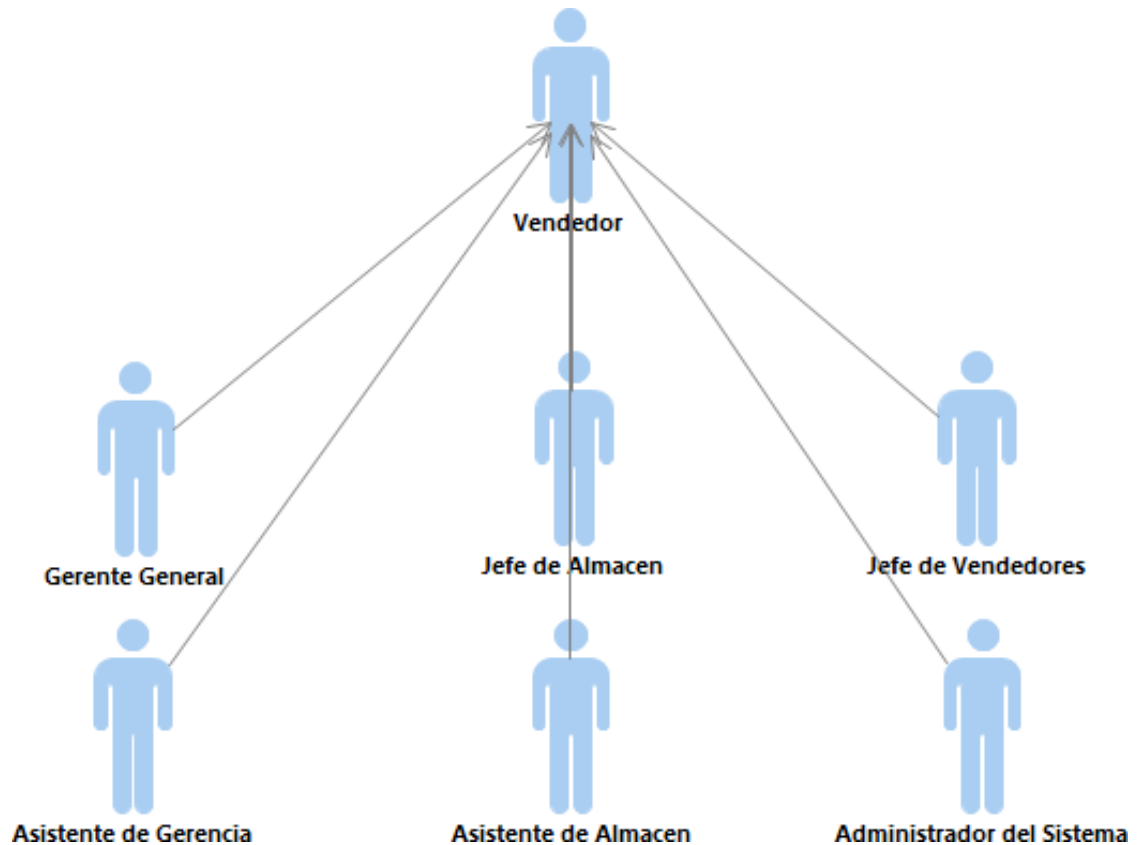 Vendedor
Gerente General
Jefe de Almacen
Jefe de Vendedores
Asistente de Gerencia
Asistente de Almacen
Administrador del Sistema